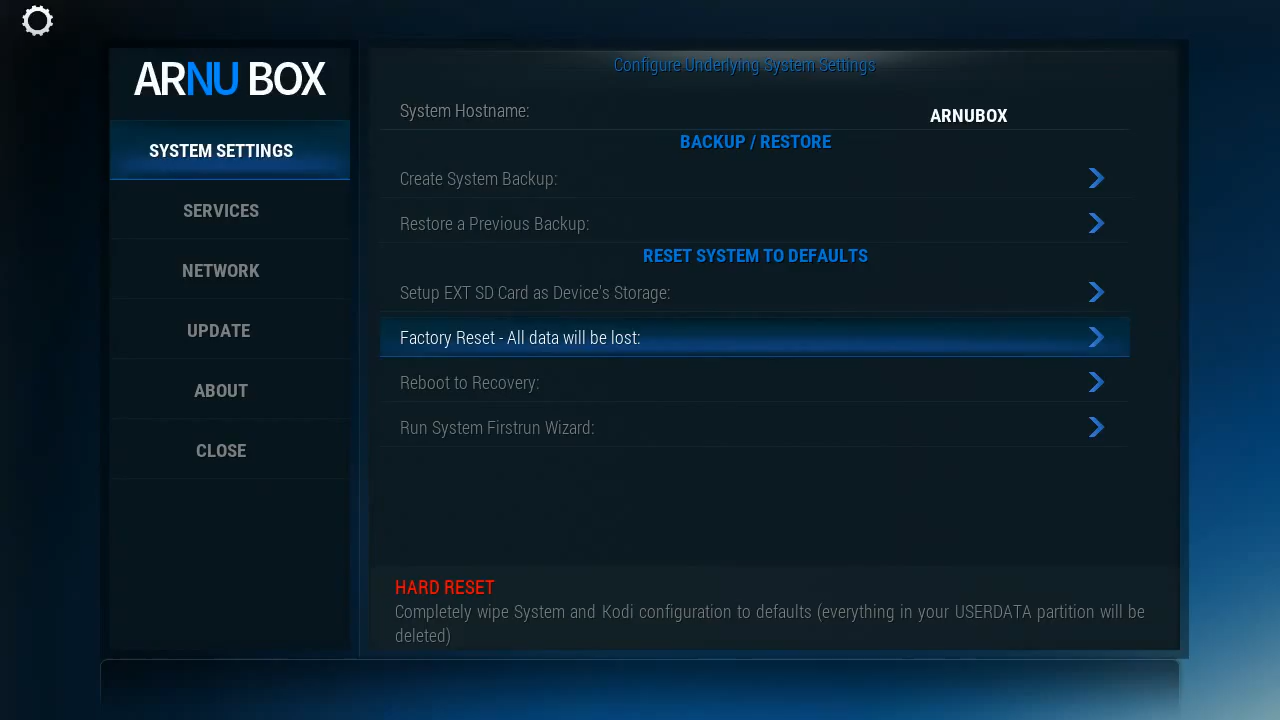 ARNU BOX
SYSTEM SETTINGS
SERVICES
NETWORK
UPDATE
ABOUT
CLOSE
Configure Underlying System Settings
System Hostname: ARNUBOX
BACKUP / RESTORE
Create System Backup:
Restore a Previous Backup:
RESET SYSTEM TO DEFAULTS
Setup EXT SD Card as Device's Storage:
Factory Reset - All data will be lost:
Reboot to Recovery:
Run System Firstrun Wizard:
HARD RESET
Completely wipe System and Kodi configuration to defaults (everything in your USERDATA partition will be
deleted)